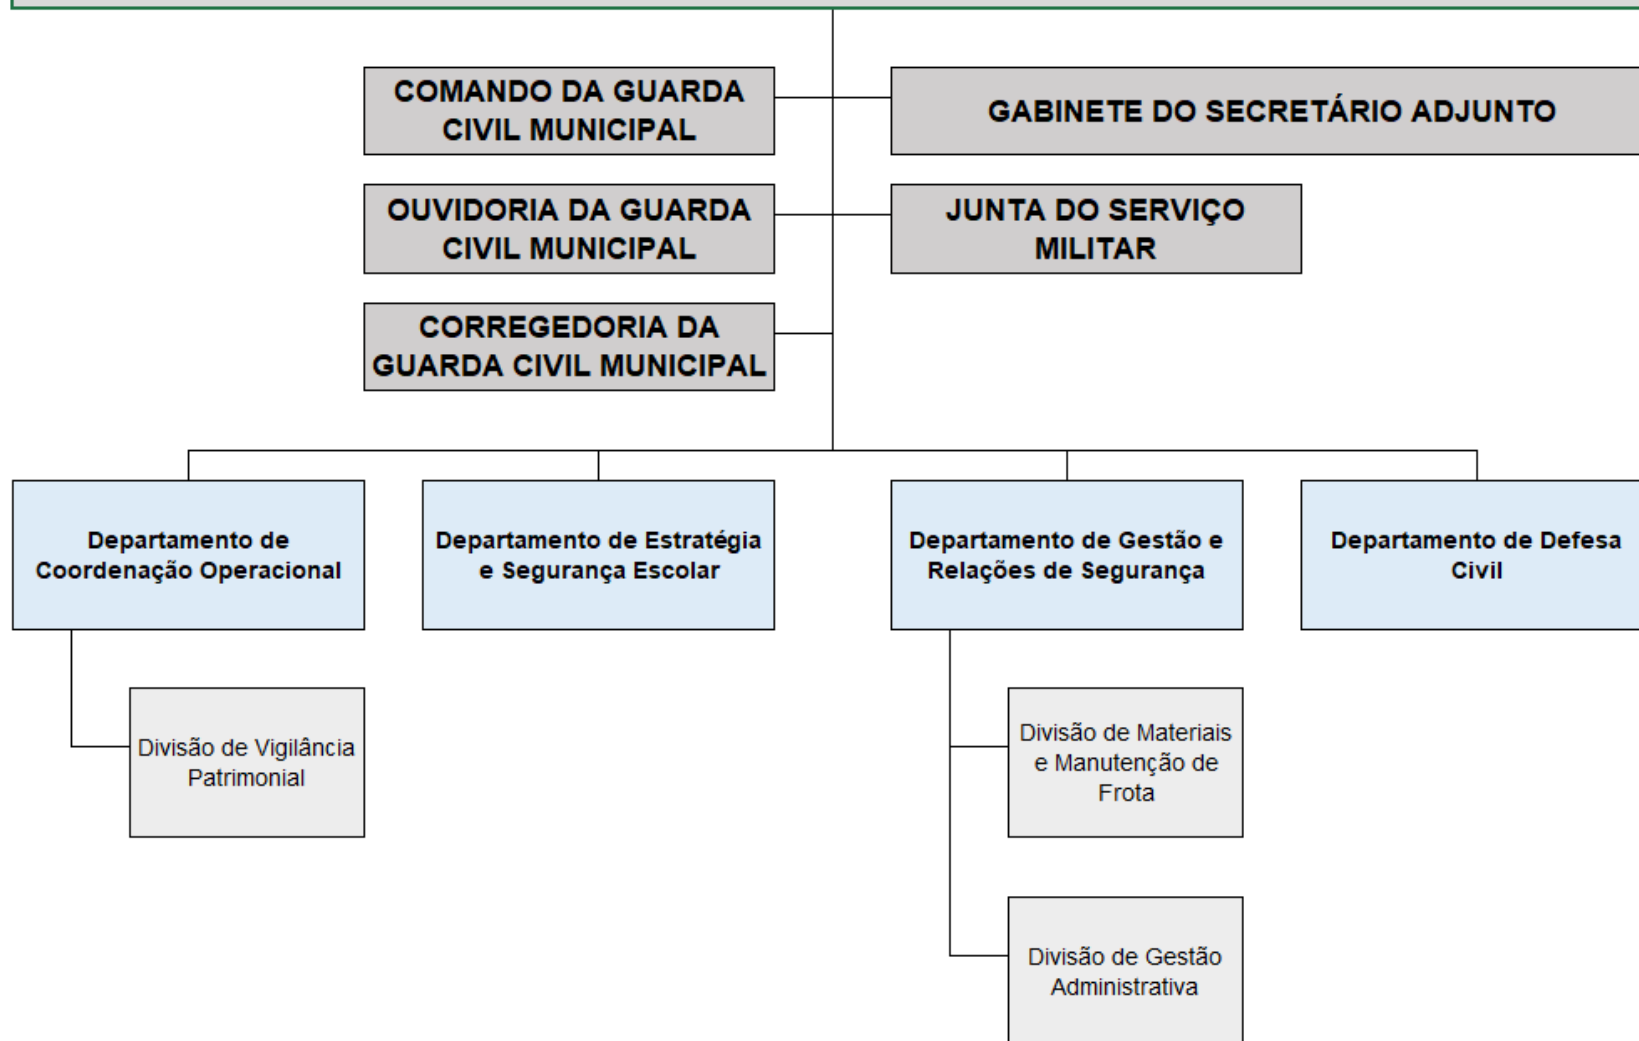 COMANDO DA GUARDA
CIVIL MUNICIPAL
GABINETE DO SECRETÁRIO ADJUNTO
OUVIDORIA DA GUARDA
CIVIL MUNICIPAL
JUNTA DO SERVIÇO
MILITAR
CORREGEDORIA DA
GUARDA CIVIL MUNICIPAL
Departamento de
Coordenação Operacional
Departamento de Estratégia
e Segurança Escolar
Departamento de Gestão e
Relações de Segurança
Departamento de Defesa
Civil
Divisão de Vigilância
Patrimonial
Divisão de Materiais
e Manutenção de
Frota
Divisão de Gestão
Administrativa